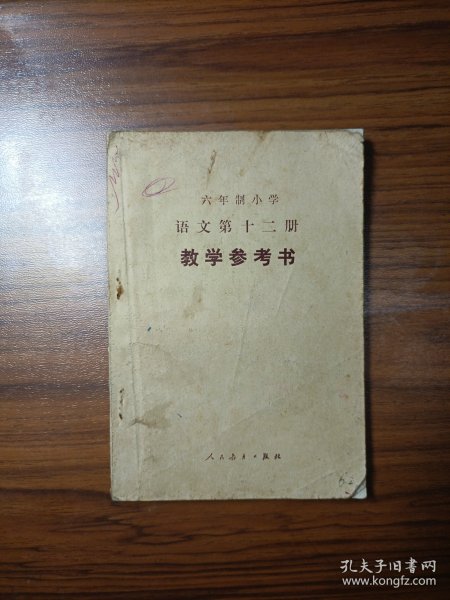 六年制小学
语文第十二册
教学参考书
人民教育出版社
孔夫子旧书网
www.kongfz.com